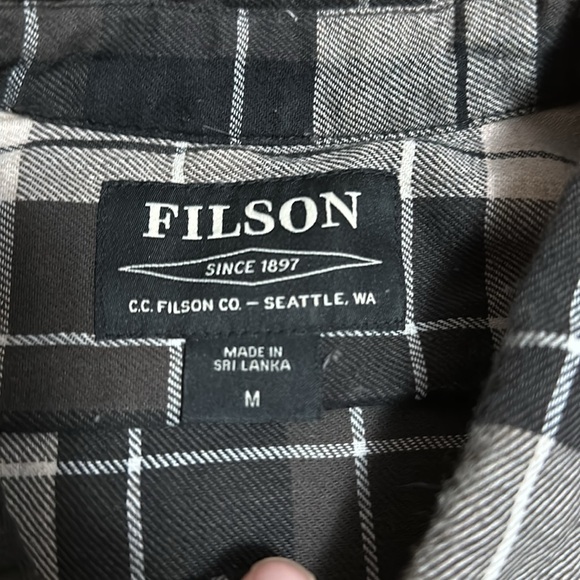 FILSON
SINCE 1897
C.C. FILSON CO. – SEATTLE, WA
MADE IN
SRI LANKA
M